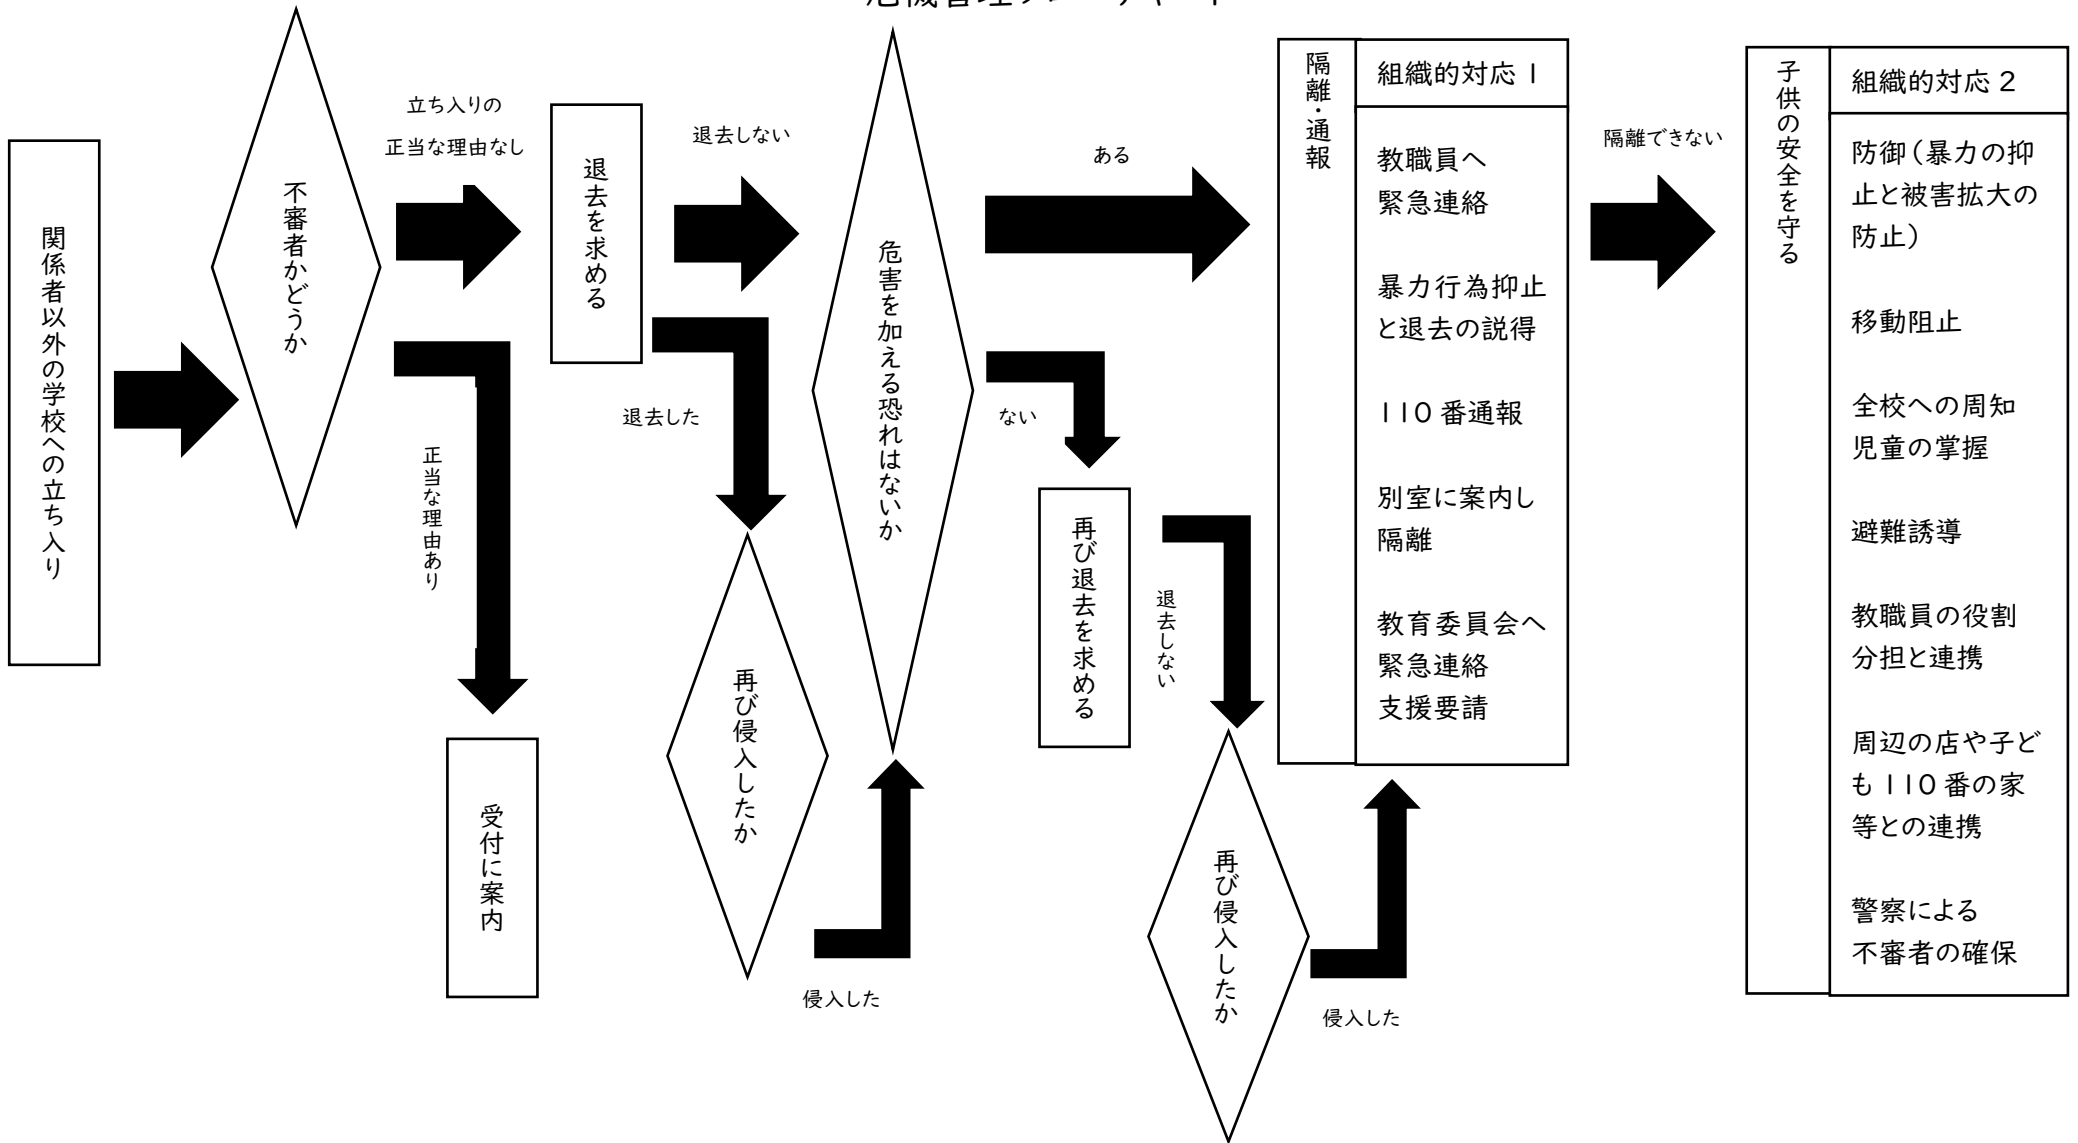 危機管理フローチャート
関係者以外の学校への立ち入り
不審者かどうか
立ち入りの
正当な理由なし
正当な理由あり
受付に案内
退去を求める
退去しない
退去した
再び侵入したか
侵入した
危害を加える恐れはないか
ある
ない
再び退去を求める
退去しない
再び侵入したか
侵入した
隔離・通報
組織的対応1
教職員へ
緊急連絡
暴力行為抑止
と退去の説得
110番通報
別室に案内し
隔離
教育委員会へ
緊急連絡
支援要請
隔離できない
子供の安全を守る
組織的対応2
防御(暴力の抑
止と被害拡大の
防止)
移動阻止
全校への周知
児童の掌握
避難誘導
教職員の役割
分担と連携
周辺の店や子ど
も110番の家
等との連携
警察による
不審者の確保